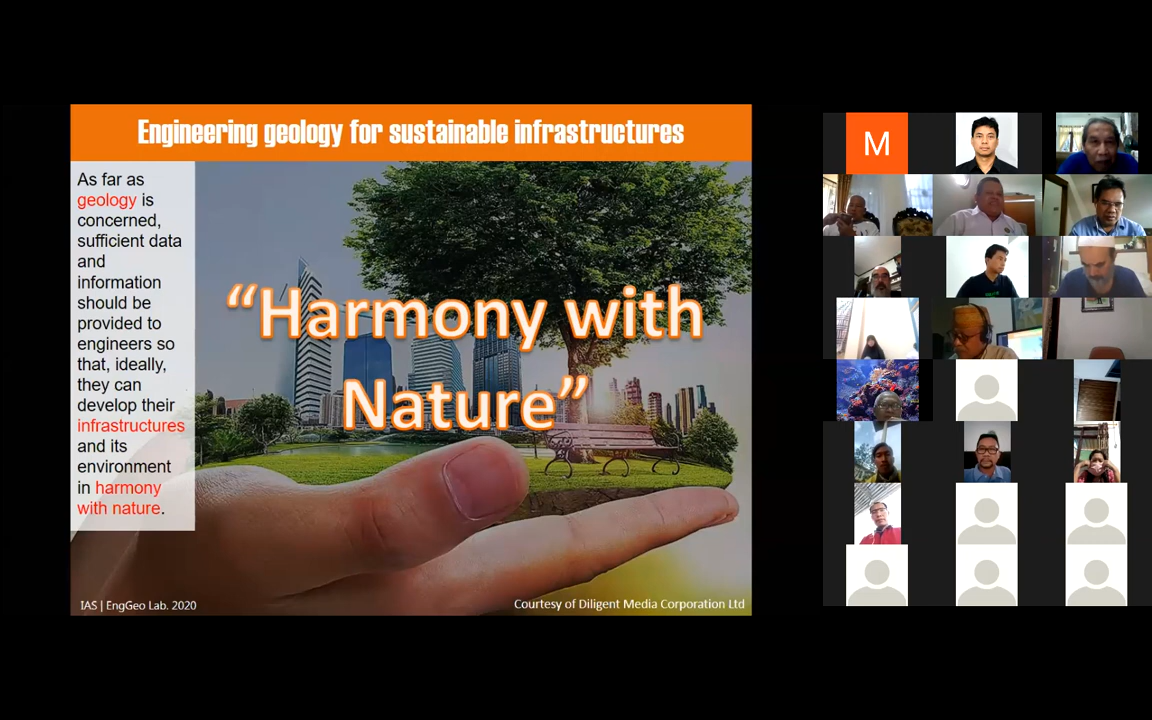 Engineering geology for sustainable infrastructures
As far as
geology is
concerned,
sufficient data
and
information
should be
provided to
engineers so
that, ideally,
they can
develop their
infrastructures
and its
environment
in harmony
with nature.
“Harmony with
Nature”
IAS | EngGeo Lab. 2020
Courtesy of Diligent Media Corporation Ltd
M